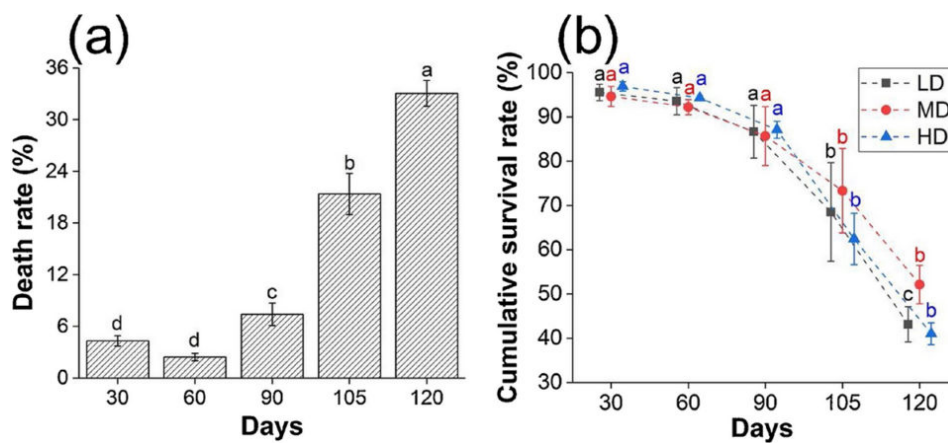 (a)
Death rate (%)
36
30
24
18
12
6
0
d
d
c
b
a
30 60 90 105 120
Days
(b)
Cumulative survival rate (%)
100
90
80
70
60
50
40
30
a a a
a a a
a a a
b b b
c b b
LD
MD
HD
30 60 90 105 120
Days